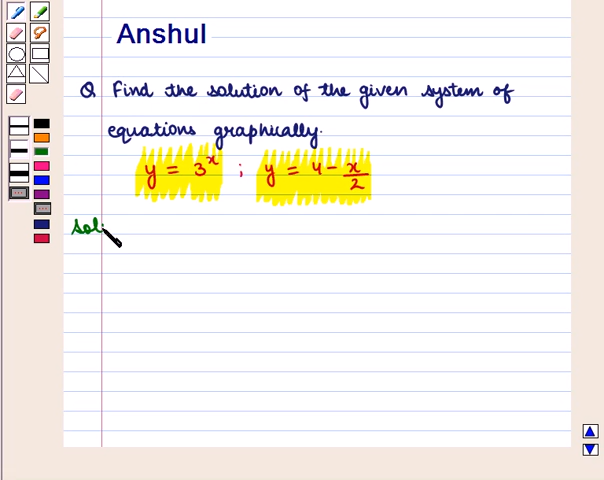 Anshul
Q Find the solution of the given system of
equations graphically.
y = 3^x ; y = 4 - x/2
Sol: